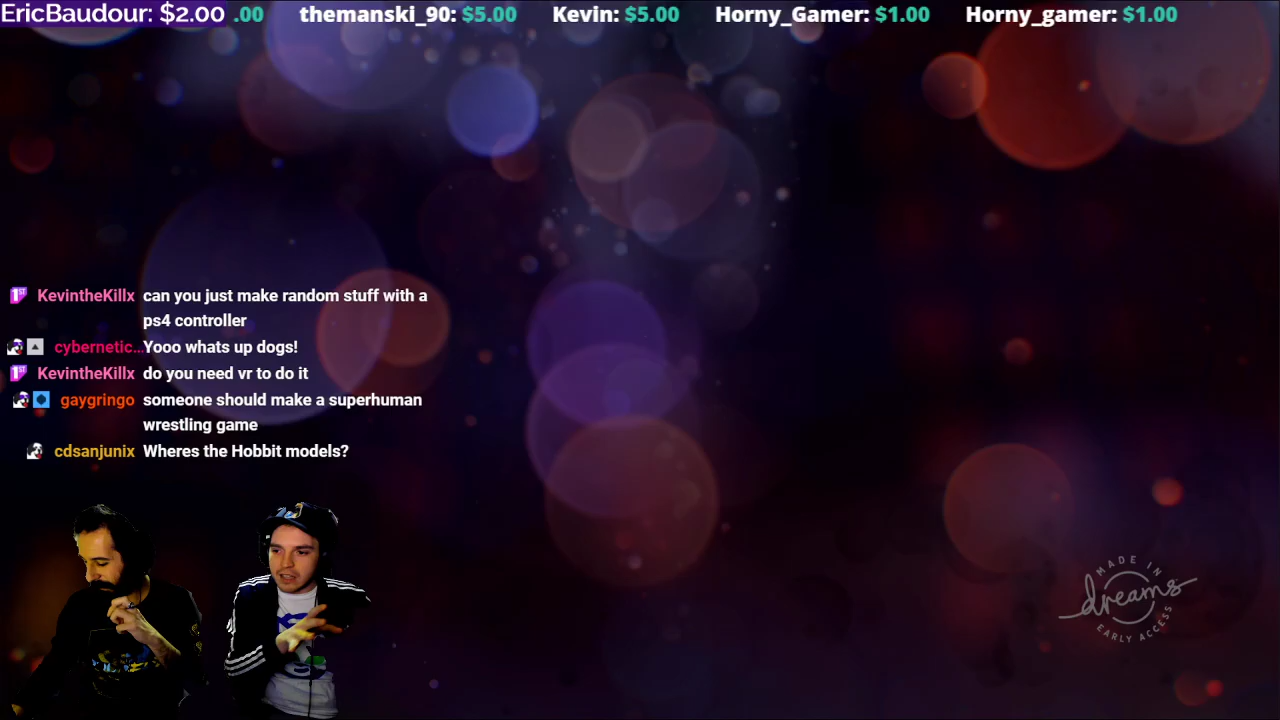 EricBaudour: $2.00 .00 themanski_90: $5.00 Kevin: $5.00 Horny_Gamer: $1.00 Horny_gamer: $1.00
KevintheKillx can you just make random stuff with a
ps4 controller
cybernetic... Yooo whats up dogs!
KevintheKillx do you need vr to do it
gaygringo someone should make a superhuman
wrestling game
cdsanjunix Wheres the Hobbit models?
MADE IN
dreams
EARLY ACCESS